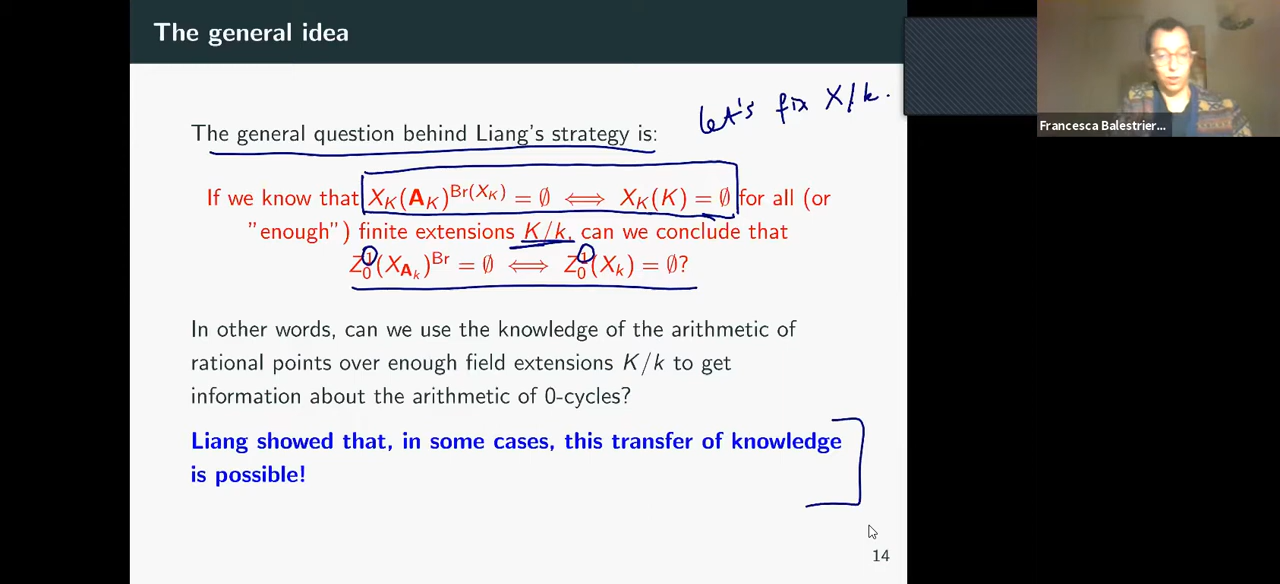 The general idea
let's fix X/k.
The general question behind Liang's strategy is:
If we know that X_K(𝐀_K)^{Br(X_K)} = ∅ ⟺ X_K(K) = ∅ for all (or
"enough") finite extensions K/k, can we conclude that
Z_0^1(X_{𝐀_k})^{Br} = ∅ ⟺ Z_0^1(X_k) = ∅?
In other words, can we use the knowledge of the arithmetic of
rational points over enough field extensions K/k to get
information about the arithmetic of 0-cycles?
Liang showed that, in some cases, this transfer of knowledge
is possible!
14
Francesca Balestrier...